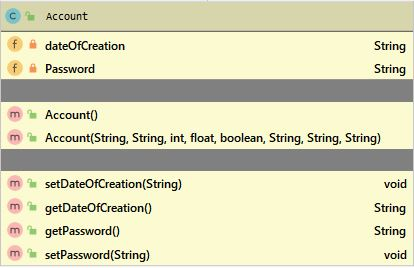 Account
dateOfCreation String
Password String
Account()
Account(String, String, int, float, boolean, String, String, String)
setDateOfCreation(String) void
getDateOfCreation() String
getPassword() String
setPassword(String) void